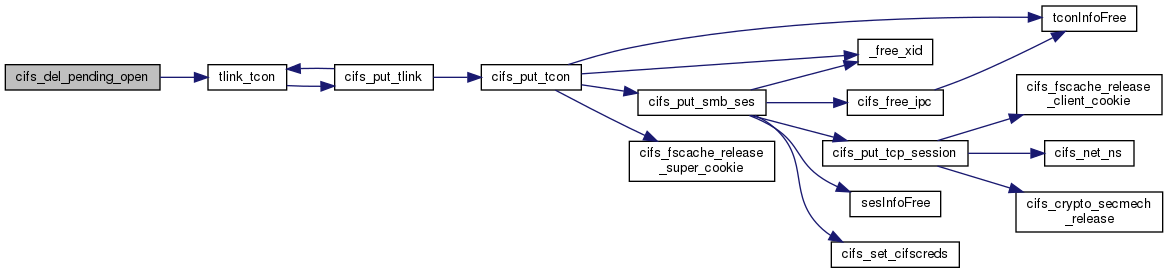 cifs_del_pending_open
tlink_tcon
cifs_put_tlink
cifs_put_tcon
tconInfoFree
_free_xid
cifs_put_smb_ses
cifs_free_ipc
cifs_fscache_release
_super_cookie
cifs_put_tcp_session
cifs_fscache_release
_client_cookie
cifs_net_ns
cifs_crypto_secmech
_release
sesInfoFree
cifs_set_cifscreds